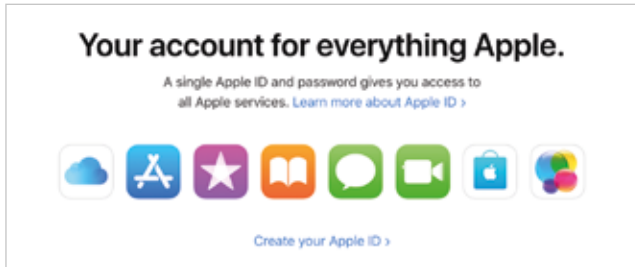 Your account for everything Apple.
A single Apple ID and password gives you access to
all Apple services. Learn more about Apple ID >
Create your Apple ID >